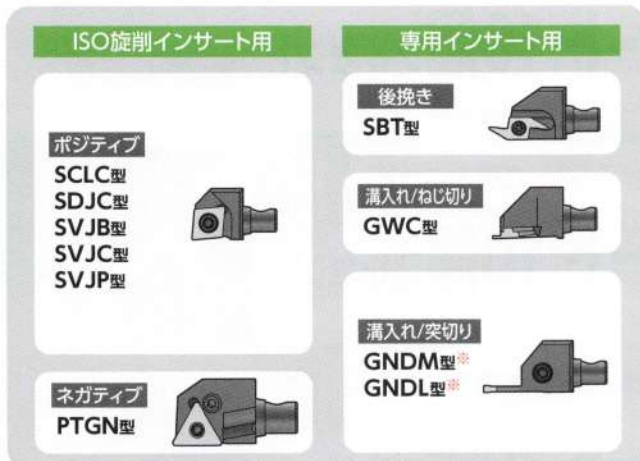 ISO旋削インサート用
ポジティブ
SCLC型
SDJC型
SVJB型
SVJC型
SVJP型
ネガティブ
PTGN型
専用インサート用
後挽き
SBT型
溝入れ/ねじ切り
GWC型
溝入れ/突切り
GNDM型※
GNDL型※